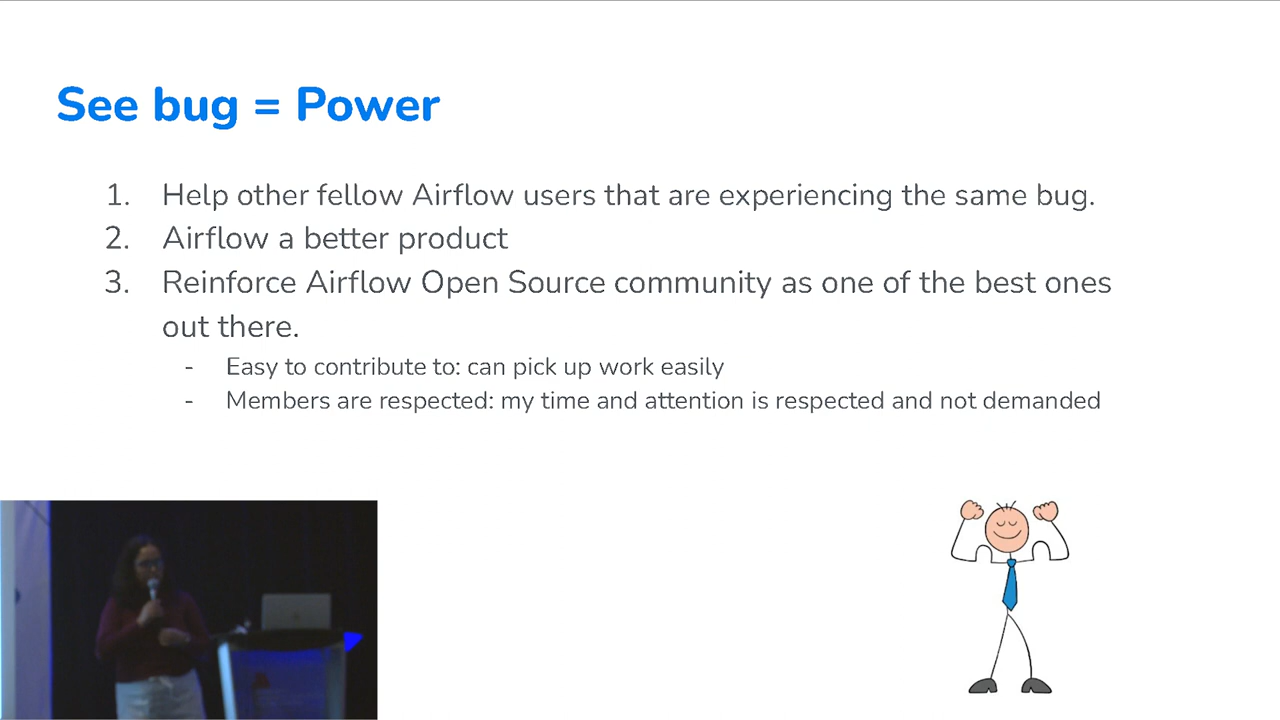 See bug = Power
1. Help other fellow Airflow users that are experiencing the same bug.
2. Airflow a better product
3. Reinforce Airflow Open Source community as one of the best ones
out there.
- Easy to contribute to: can pick up work easily
- Members are respected: my time and attention is respected and not demanded